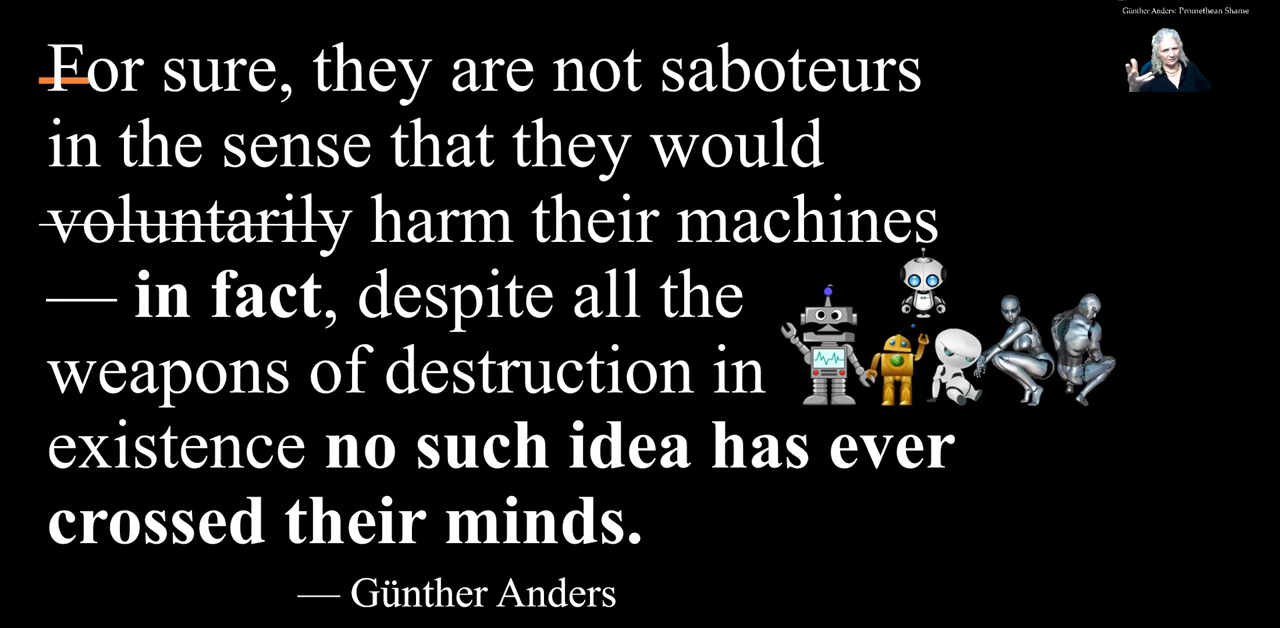 Günther Anders: Promethean Shame
For sure, they are not saboteurs
in the sense that they would
voluntarily harm their machines
— in fact, despite all the
weapons of destruction in
existence no such idea has ever
crossed their minds.
— Günther Anders